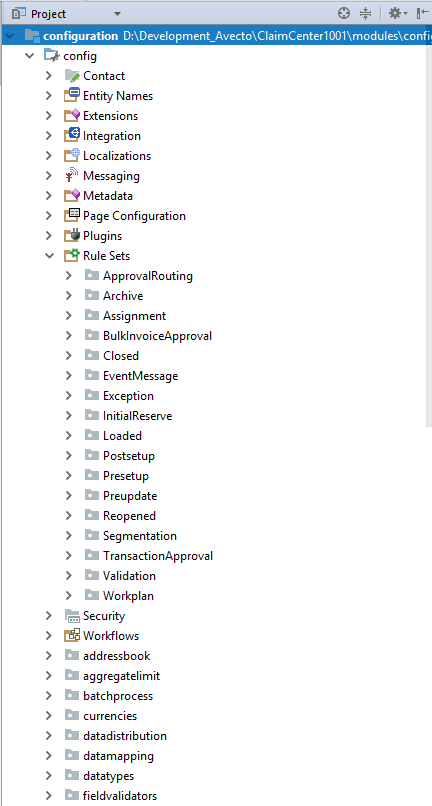 Project
configuration D:\Development_Avecto\ClaimCenter1001\modules\confi
config
Contact
Entity Names
Extensions
Integration
Localizations
Messaging
Metadata
Page Configuration
Plugins
Rule Sets
ApprovalRouting
Archive
Assignment
BulkInvoiceApproval
Closed
EventMessage
Exception
InitialReserve
Loaded
Postsetup
Presetup
Preupdate
Reopened
Segmentation
TransactionApproval
Validation
Workplan
Security
Workflows
addressbook
aggregatelimit
batchprocess
currencies
datadistribution
datamapping
datatypes
fieldvalidators